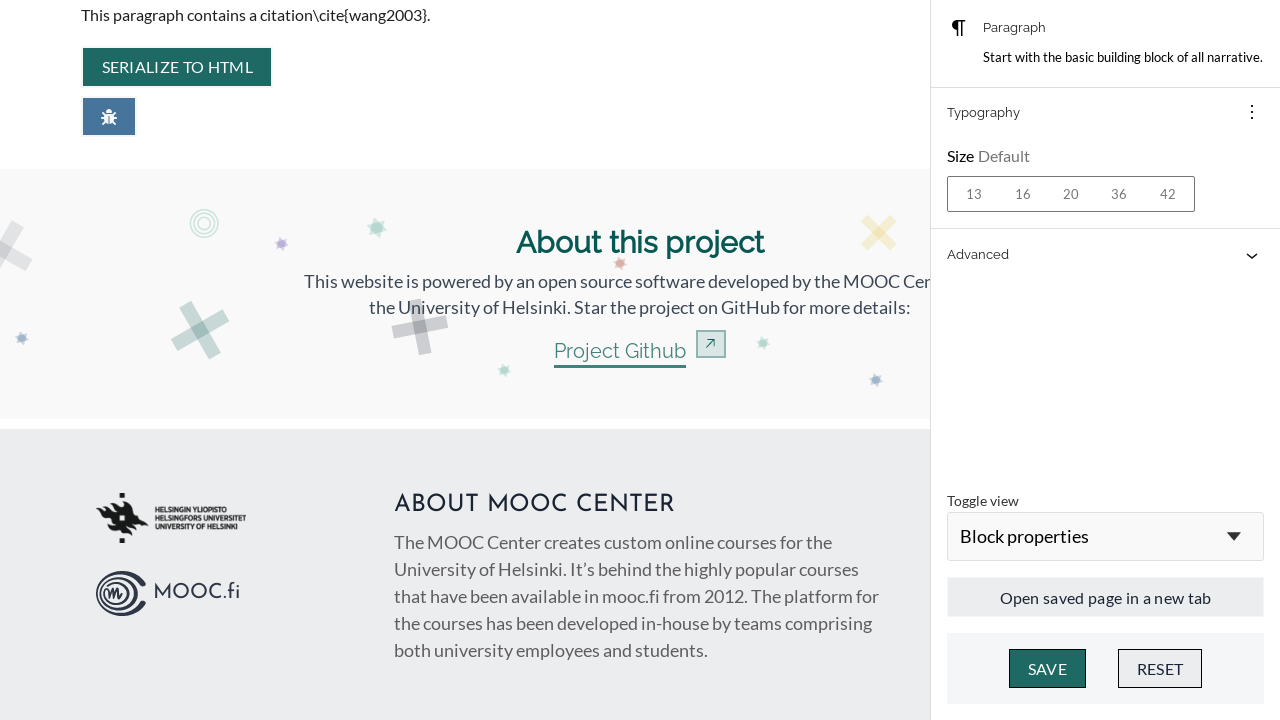 This paragraph contains a citation\cite{wang2003}.
SERIALIZE TO HTML
About this project
This website is powered by an open source software developed by the MOOC Cen
the University of Helsinki. Star the project on GitHub for more details:
Project Github
HELSINGIN YLIOPISTO
HELSINGFORS UNIVERSITET
UNIVERSITY OF HELSINKI
MOOC.fi
ABOUT MOOC CENTER
The MOOC Center creates custom online courses for the
University of Helsinki. It’s behind the highly popular courses
that have been available in mooc.fi from 2012. The platform for
the courses has been developed in-house by teams comprising
both university employees and students.
Paragraph
Start with the basic building block of all narrative.
Typography
Size Default
13 16 20 36 42
Advanced
Toggle view
Block properties
Open saved page in a new tab
SAVE RESET